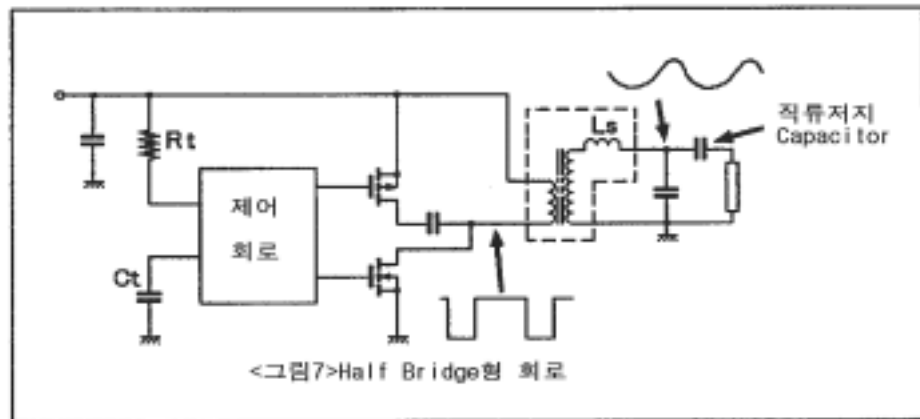 Rt
Ls
직류저지
Capacitor
제어
회로
Ct
<그림7>Half Bridge형 회로